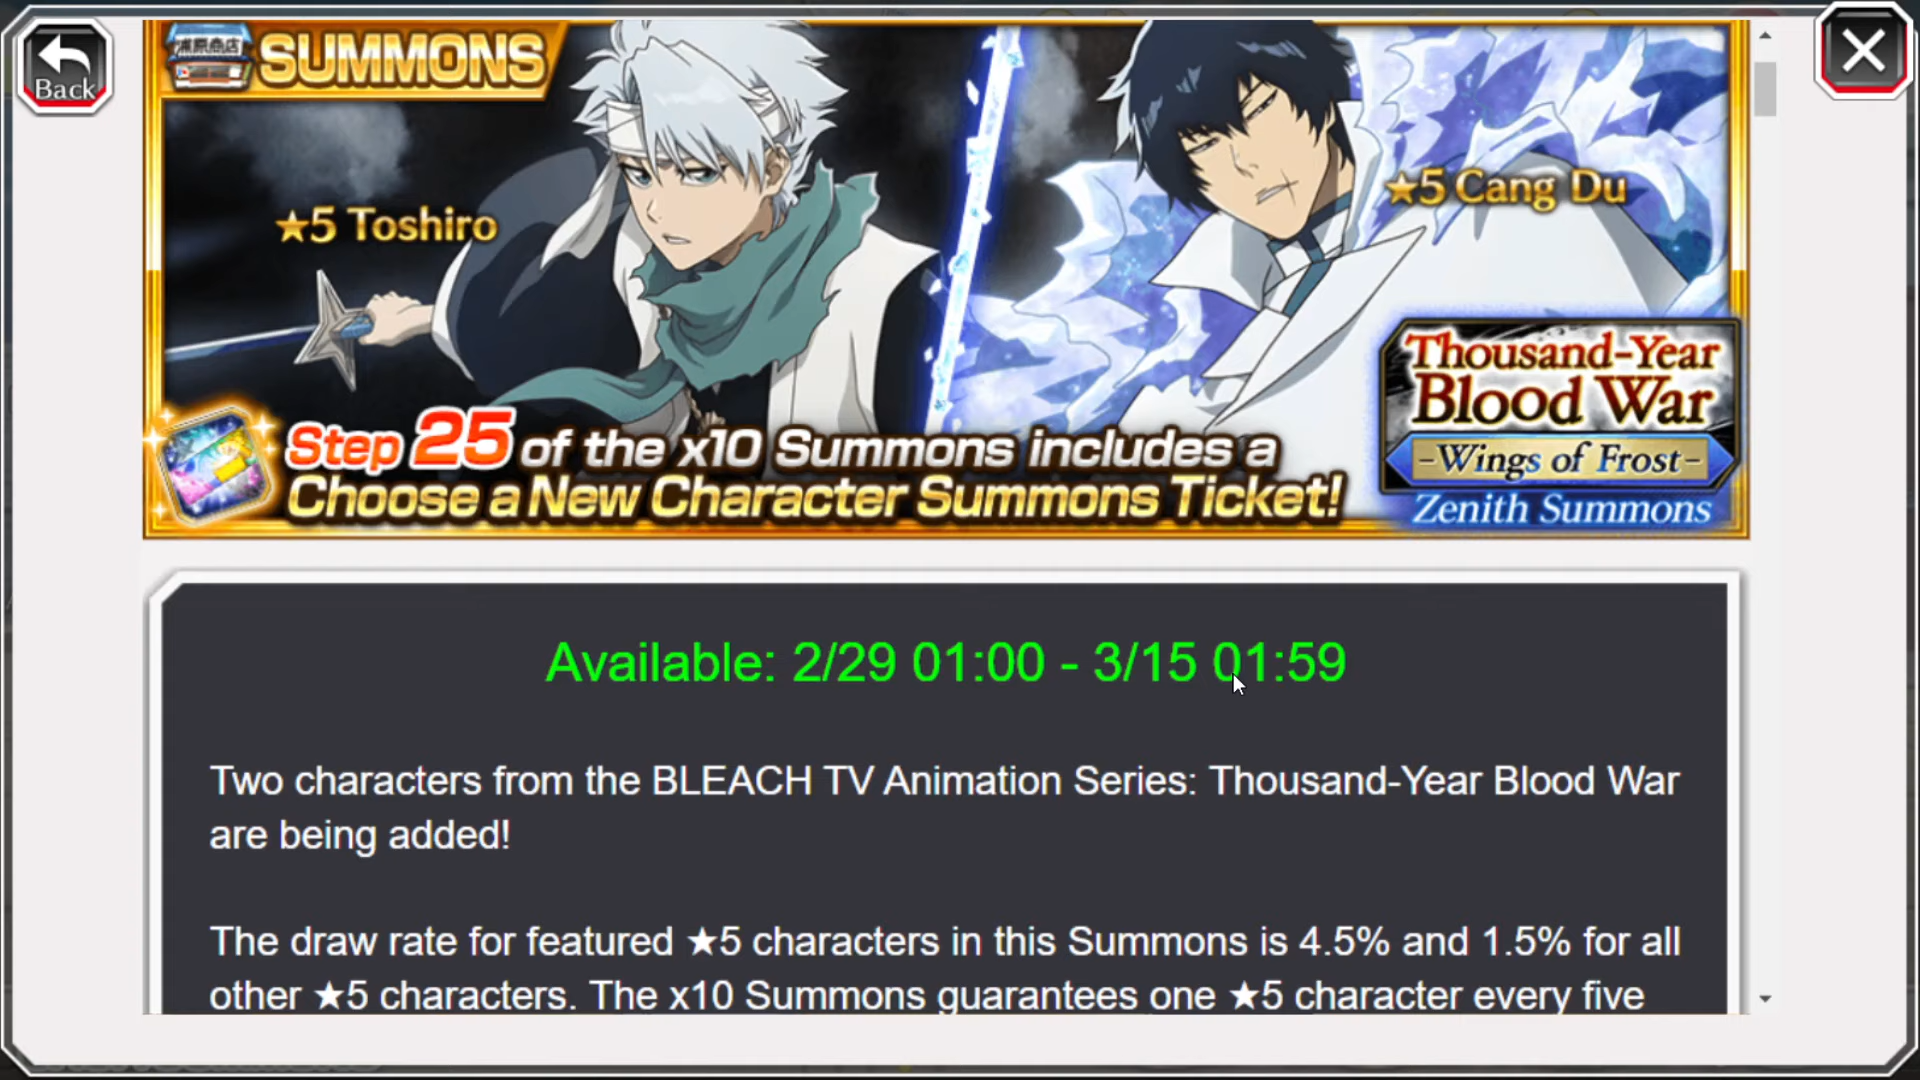 Back
浦原商店
SUMMONS
★5 Toshiro
★5 Cang Du
Thousand-Year
Blood War
-Wings of Frost-
Zenith Summons
Step 25 of the x10 Summons includes a
Choose a New Character Summons Ticket!
Available: 2/29 01:00 - 3/15 01:59
Two characters from the BLEACH TV Animation Series: Thousand-Year Blood War
are being added!
The draw rate for featured ★5 characters in this Summons is 4.5% and 1.5% for all
other ★5 characters. The x10 Summons guarantees one ★5 character every five